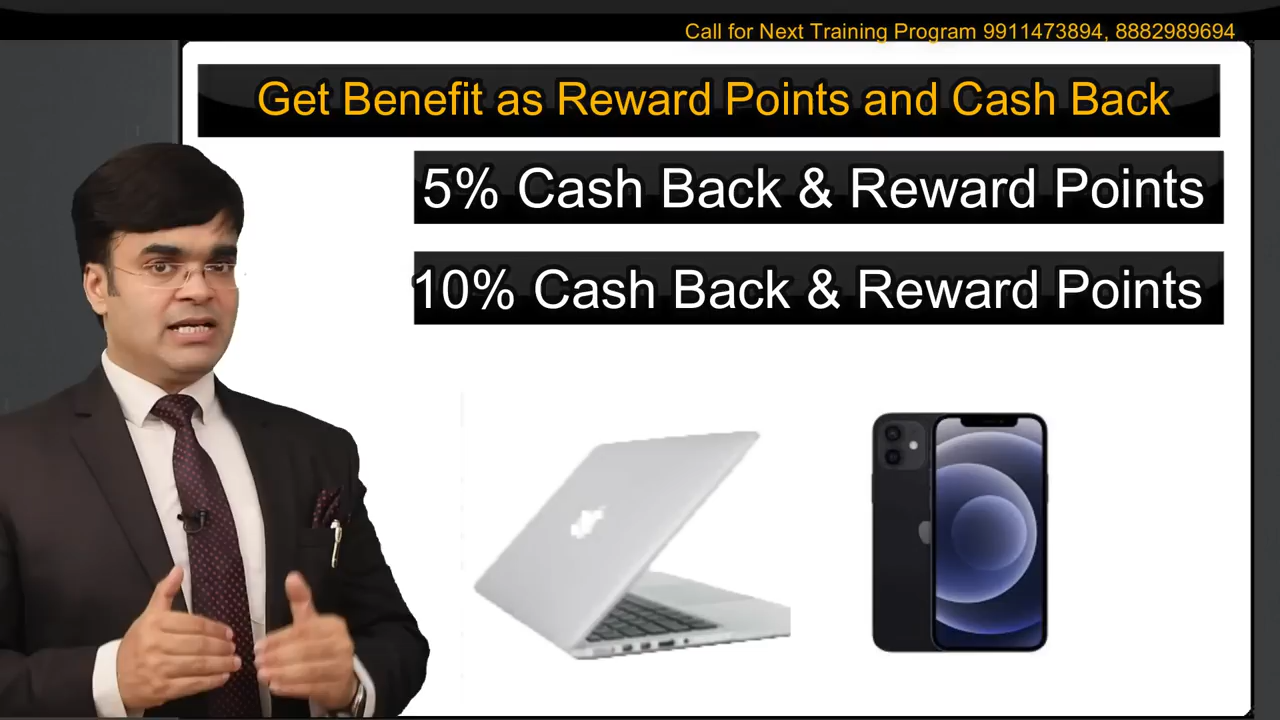 Call for Next Training Program 9911473894, 8882989694
Get Benefit as Reward Points and Cash Back
5% Cash Back & Reward Points
10% Cash Back & Reward Points